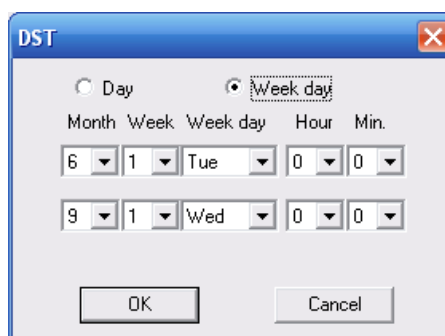 DST
Day Week day
Month Week Week day Hour Min.
6 1 Tue 0 0
9 1 Wed 0 0
OK Cancel